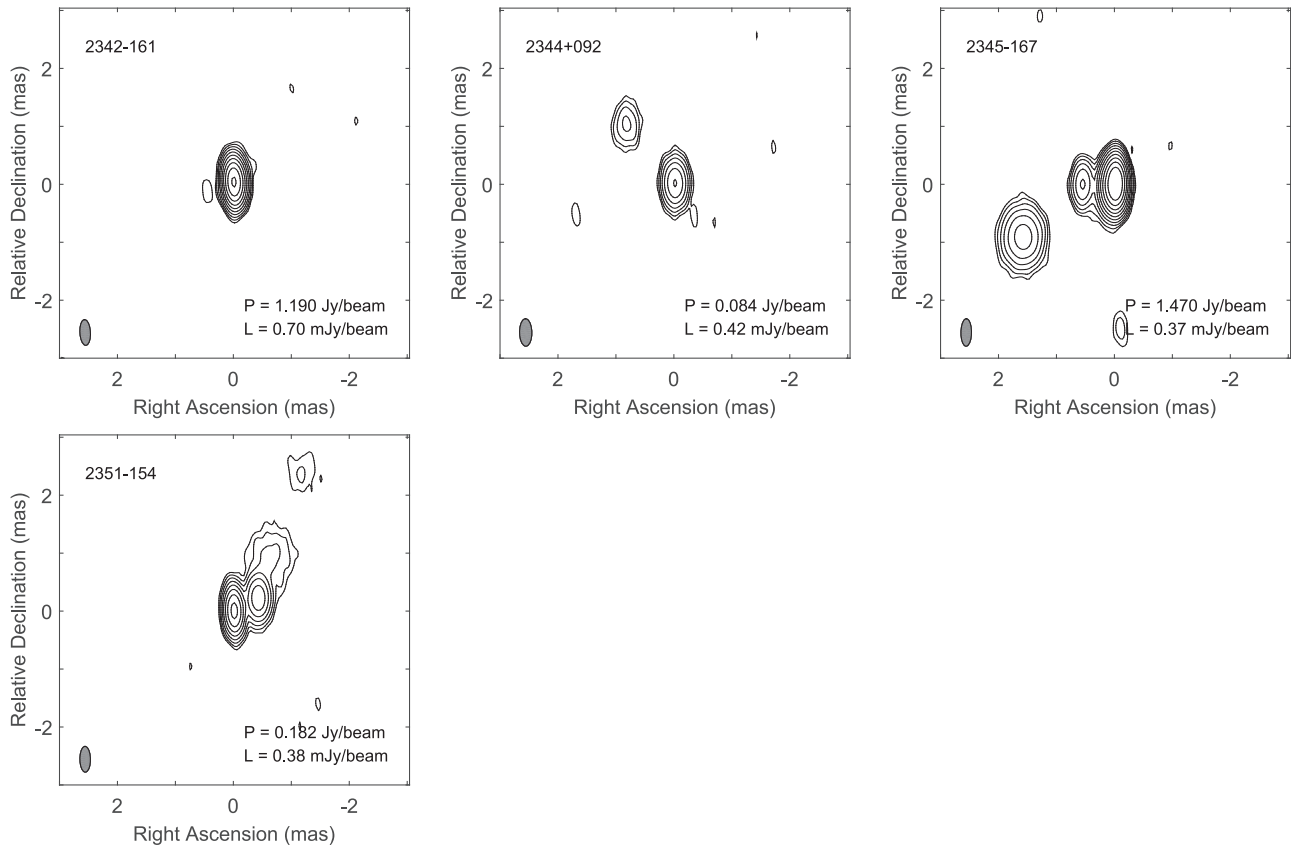 2342-161
2
0
-2
Relative Declination (mas)
P = 1.190 Jy/beam
L = 0.70 mJy/beam
2 0 -2
Right Ascension (mas)
2344+092
2
0
-2
Relative Declination (mas)
P = 0.084 Jy/beam
L = 0.42 mJy/beam
2 0 -2
Right Ascension (mas)
2345-167
2
0
-2
Relative Declination (mas)
P = 1.470 Jy/beam
L = 0.37 mJy/beam
2 0 -2
Right Ascension (mas)
2351-154
2
0
-2
Relative Declination (mas)
P = 0.182 Jy/beam
L = 0.38 mJy/beam
2 0 -2
Right Ascension (mas)